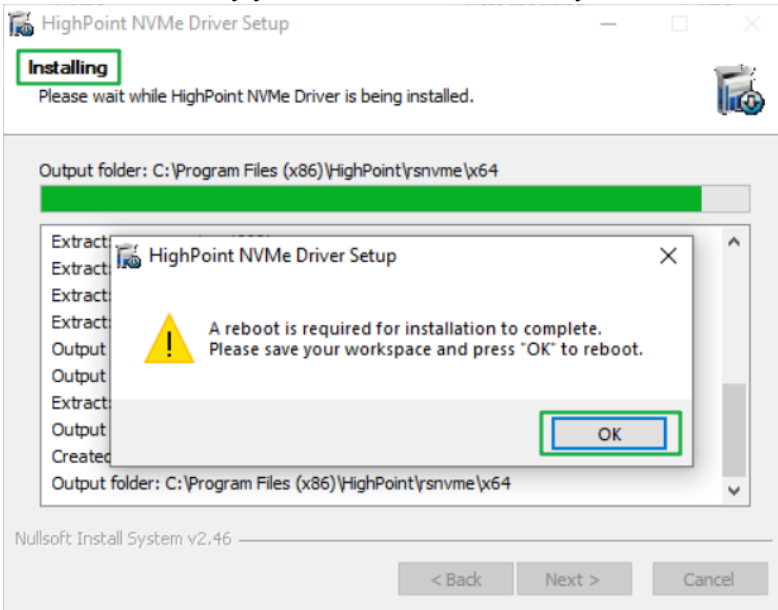 HighPoint NVMe Driver Setup
Installing
Please wait while HighPoint NVMe Driver is being installed.
Output folder: C:\Program Files (x86)\HighPoint\rsnvme\x64
Extract:
HighPoint NVMe Driver Setup
Extract:
Extract:
Extract:
A reboot is required for installation to complete.
Output
Please save your workspace and press "OK" to reboot.
Output
Extract:
Output
OK
Created
Output folder: C:\Program Files (x86)\HighPoint\rsnvme\x64
Nullsoft Install System v2.46
< Back
Next >
Cancel